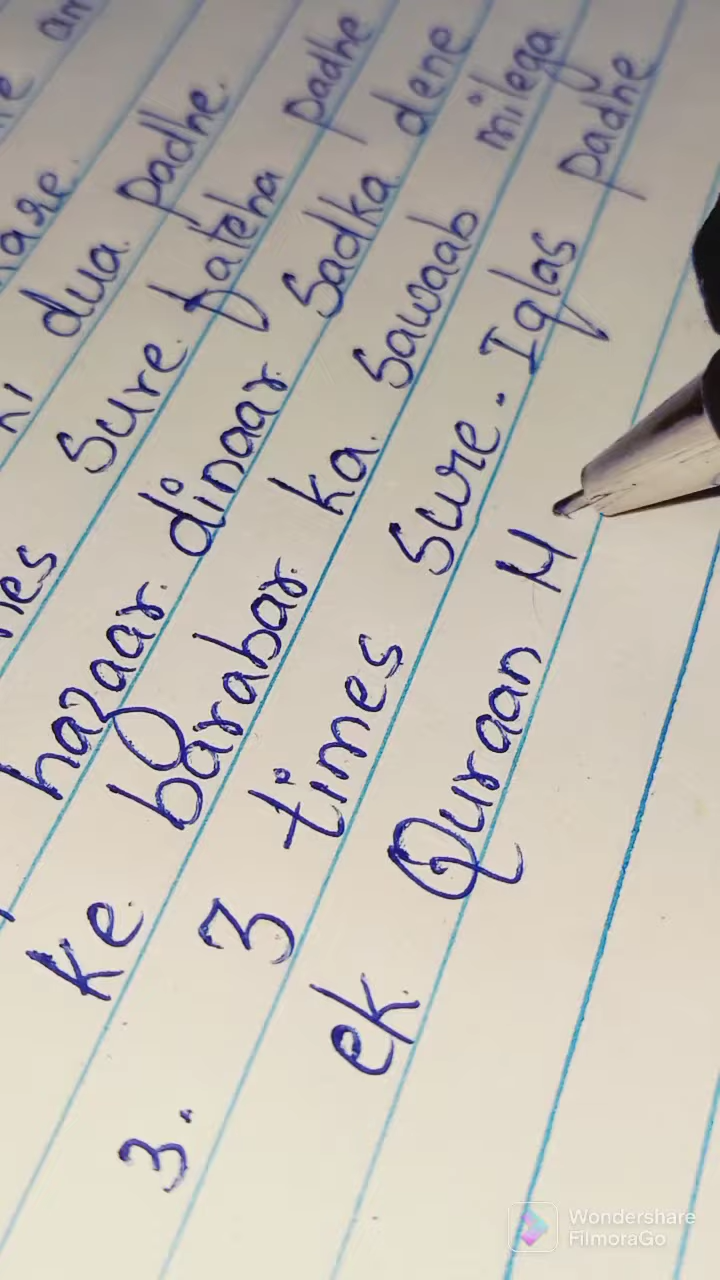 dua padhe.
sure fateha padhe
hazaar dinaar sadka dene
ke barabar ka sawaab milega
3. 3 times sure-Iqlas padhe
ek Quraan M
Wondershare
FilmoraGo